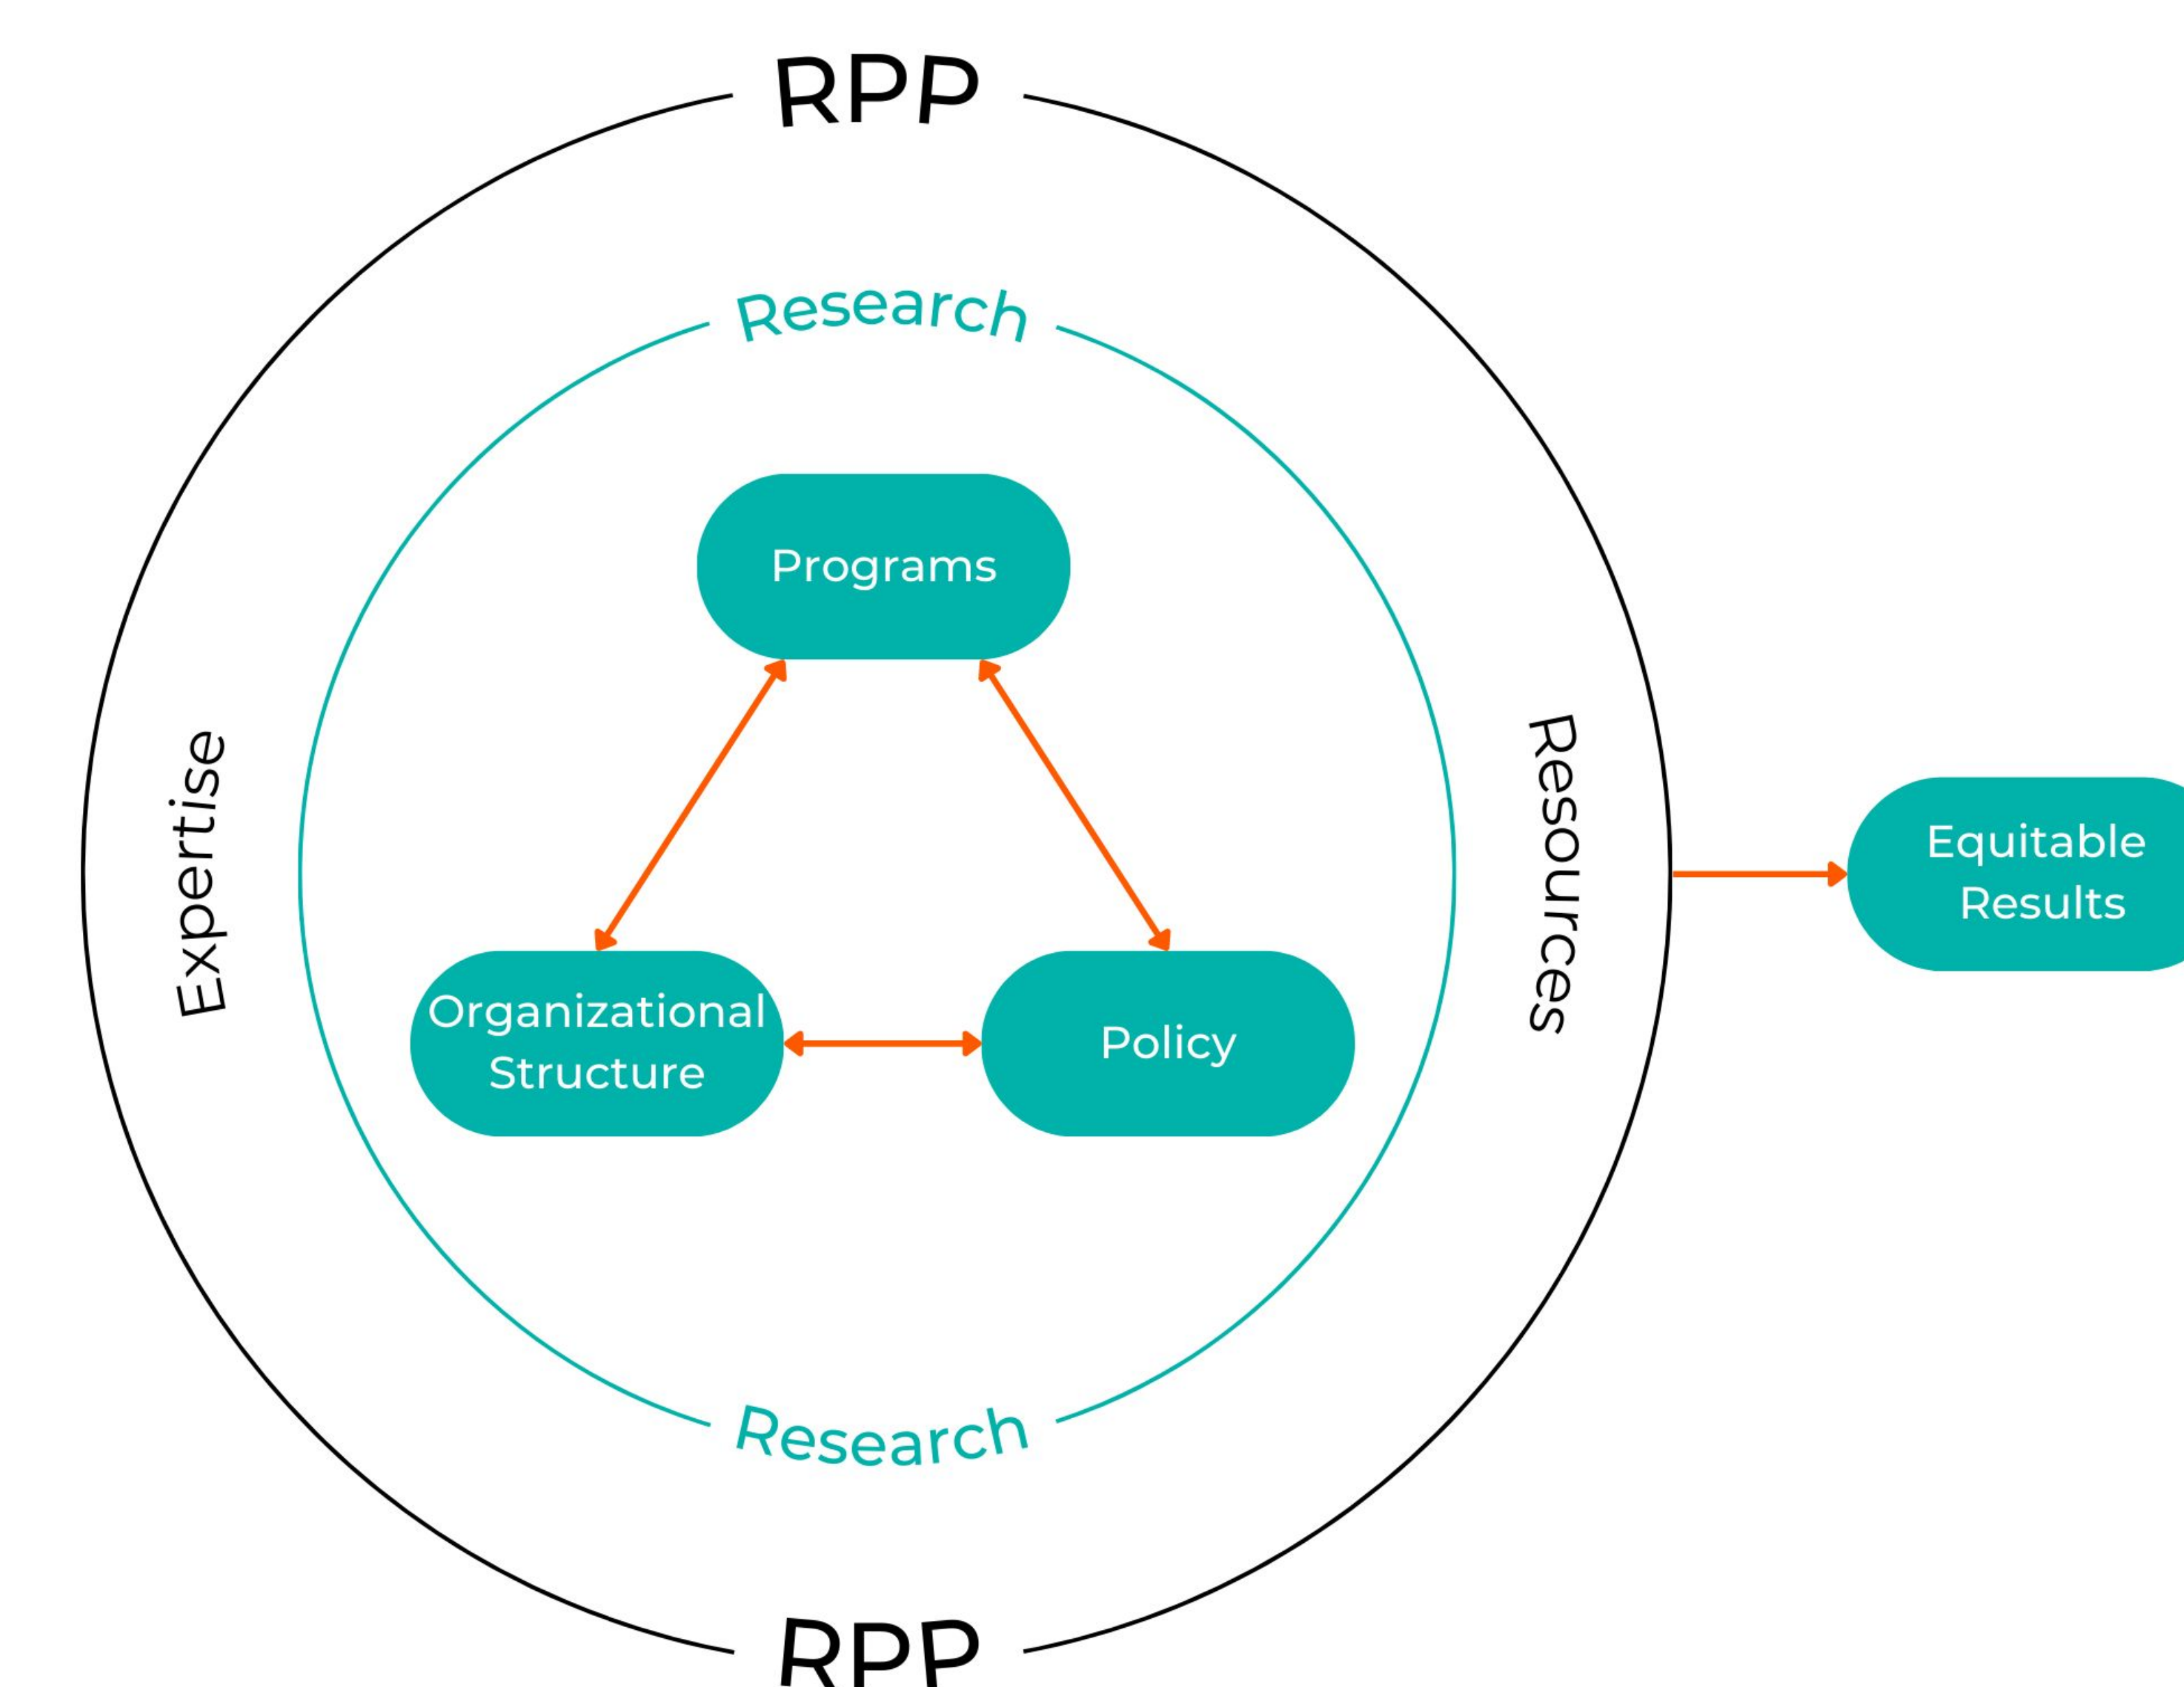 RPP
Research
Programs
Expertise
Resources
Equitable
Results
Organizational
Structure
Policy
Research
RPP